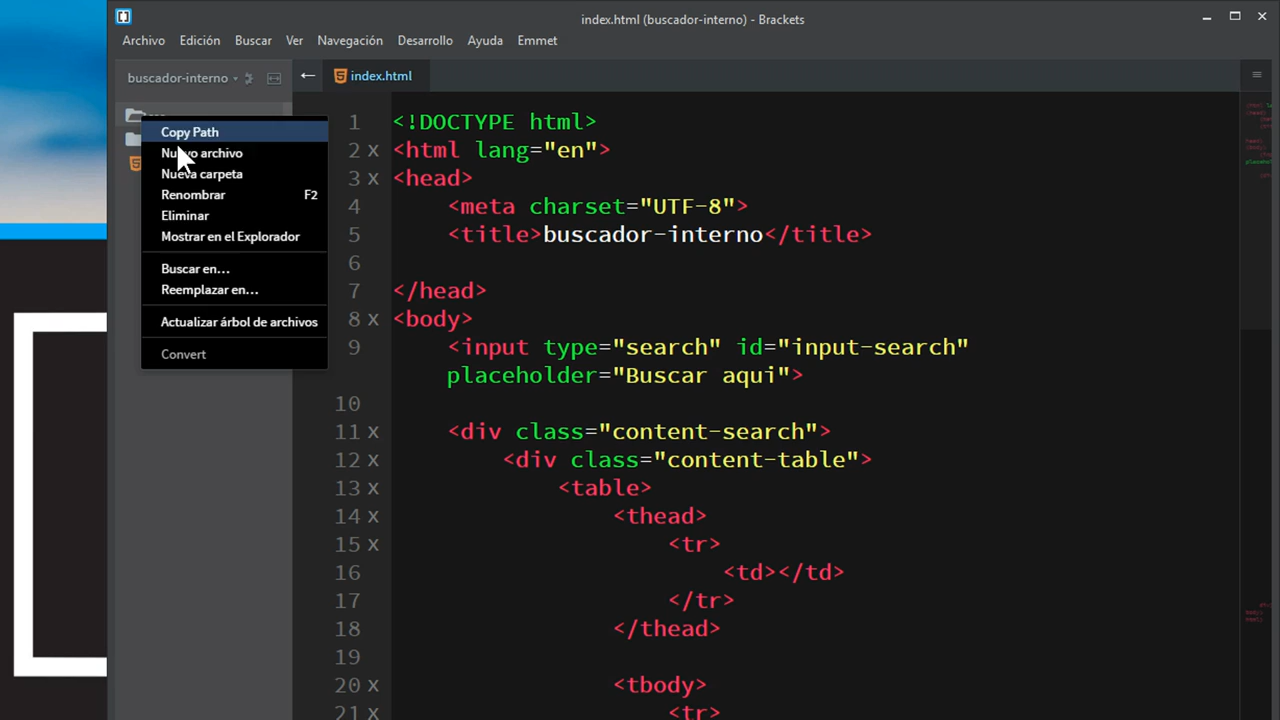 index.html (buscador-interno) - Brackets
Archivo Edición Buscar Ver Navegación Desarrollo Ayuda Emmet
buscador-interno
index.html
Copy Path
Nuevo archivo
Nueva carpeta
Renombrar F2
Eliminar
Mostrar en el Explorador
Buscar en...
Reemplazar en...
Actualizar árbol de archivos
Convert
1 <!DOCTYPE html>
2 x <html lang="en">
3 x <head>
4 <meta charset="UTF-8">
5 <title>buscador-interno</title>
6
7 </head>
8 x <body>
9 <input type="search" id="input-search"
placeholder="Buscar aqui">
10
11 x <div class="content-search">
12 x <div class="content-table">
13 x <table>
14 x <thead>
15 x <tr>
16 <td></td>
17 </tr>
18 </thead>
19
20 x <tbody>
21 x <tr>